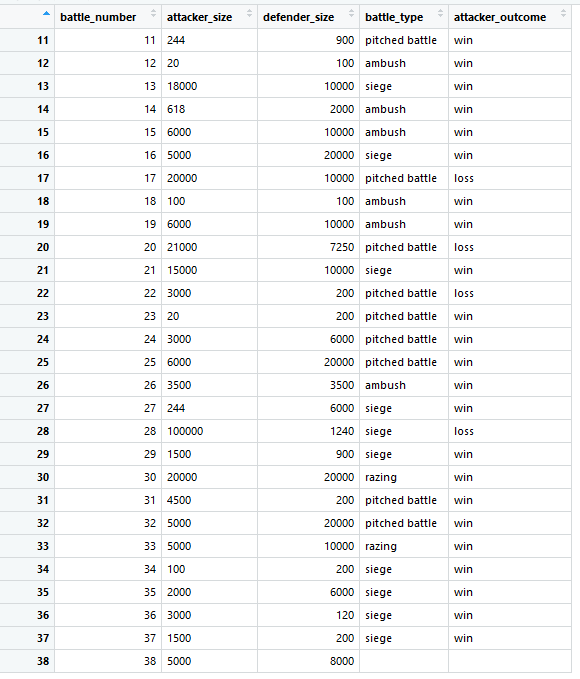 battle_number attacker_size defender_size battle_type attacker_outcome
11 11 244 900 pitched battle win
12 12 20 100 ambush win
13 13 18000 10000 siege win
14 14 618 2000 ambush win
15 15 6000 10000 ambush win
16 16 5000 20000 siege win
17 17 20000 10000 pitched battle loss
18 18 100 100 ambush win
19 19 6000 10000 ambush win
20 20 21000 7250 pitched battle loss
21 21 15000 10000 siege win
22 22 3000 200 pitched battle loss
23 23 20 200 pitched battle win
24 24 3000 6000 pitched battle win
25 25 6000 20000 pitched battle win
26 26 3500 3500 ambush win
27 27 244 6000 siege win
28 28 100000 1240 siege loss
29 29 1500 900 siege win
30 30 20000 20000 razing win
31 31 4500 200 pitched battle win
32 32 5000 20000 pitched battle win
33 33 5000 10000 razing win
34 34 100 200 siege win
35 35 2000 6000 siege win
36 36 3000 120 siege win
37 37 1500 200 siege win
38 38 5000 8000